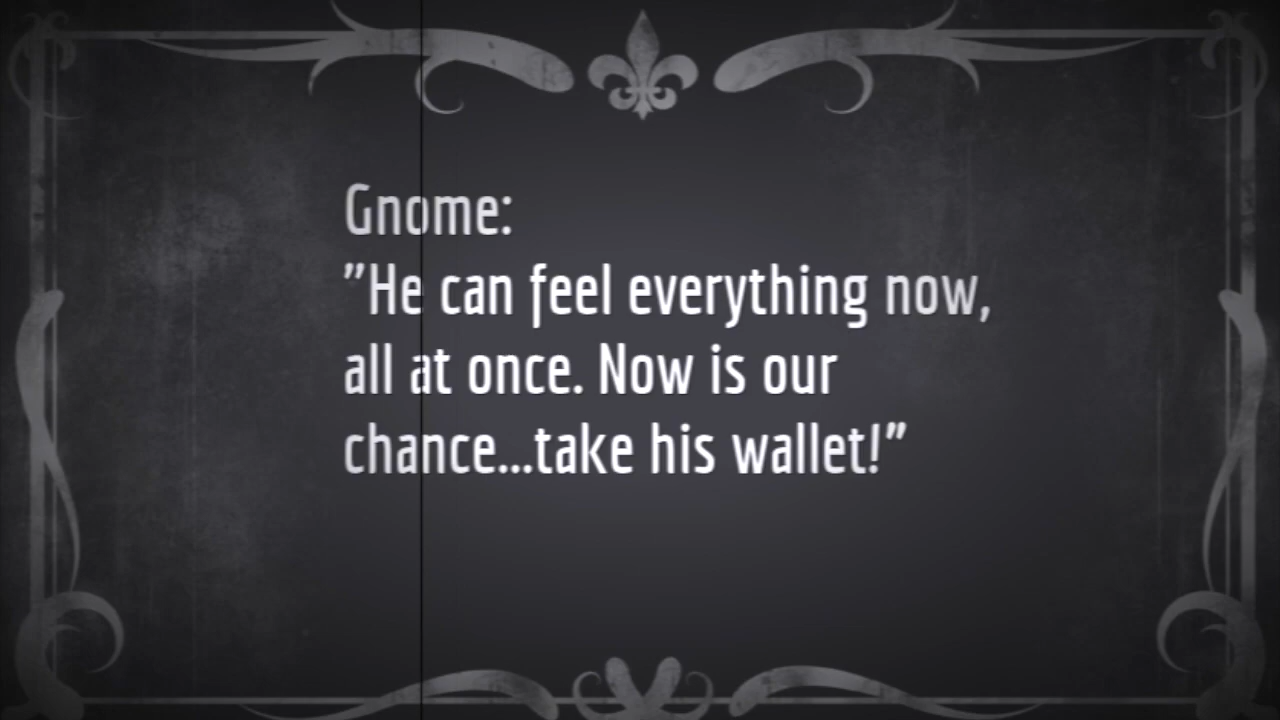 Gnome:
"He can feel everything now,
all at once. Now is our
chance...take his wallet!"